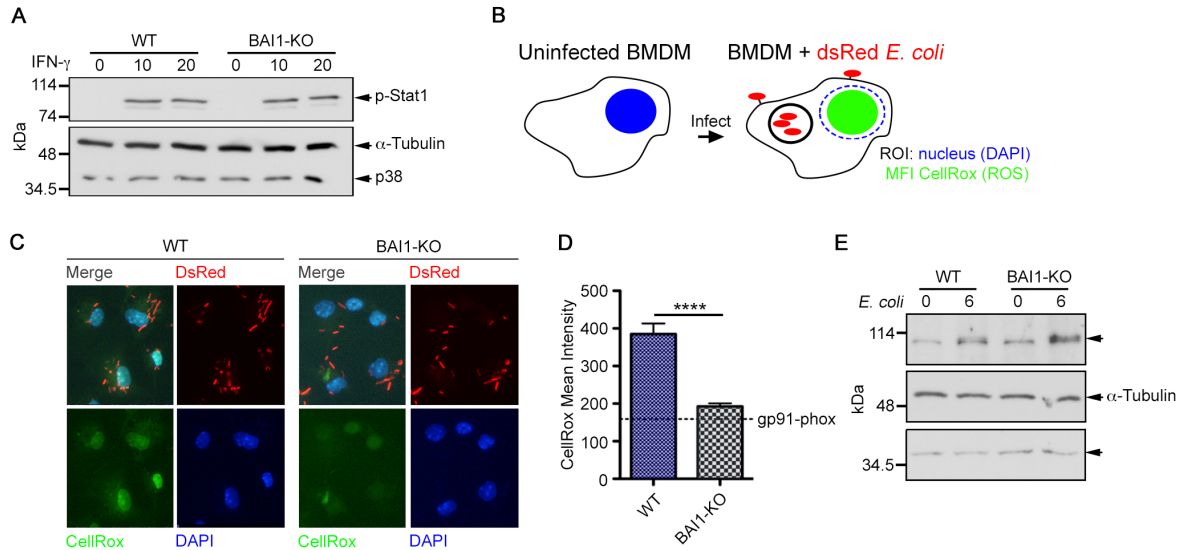 A
WT BAI1-KO
IFN-γ 0 10 20 0 10 20
114
74
p-Stat1
kDa
48
34.5
α-Tubulin
p38
B
Uninfected BMDM
BMDM + dsRed E. coli
Infect
ROI: nucleus (DAPI)
MFI CellRox (ROS)
C
WT BAI1-KO
Merge DsRed Merge DsRed
CellRox DAPI CellRox DAPI
D
CellRox Mean Intensity
500
400
300
200
100
0
****
gp91-phox
WT
BAI1-KO
E
WT BAI1-KO
E. coli 0 6 0 6
114
kDa
48
α-Tubulin
34.5